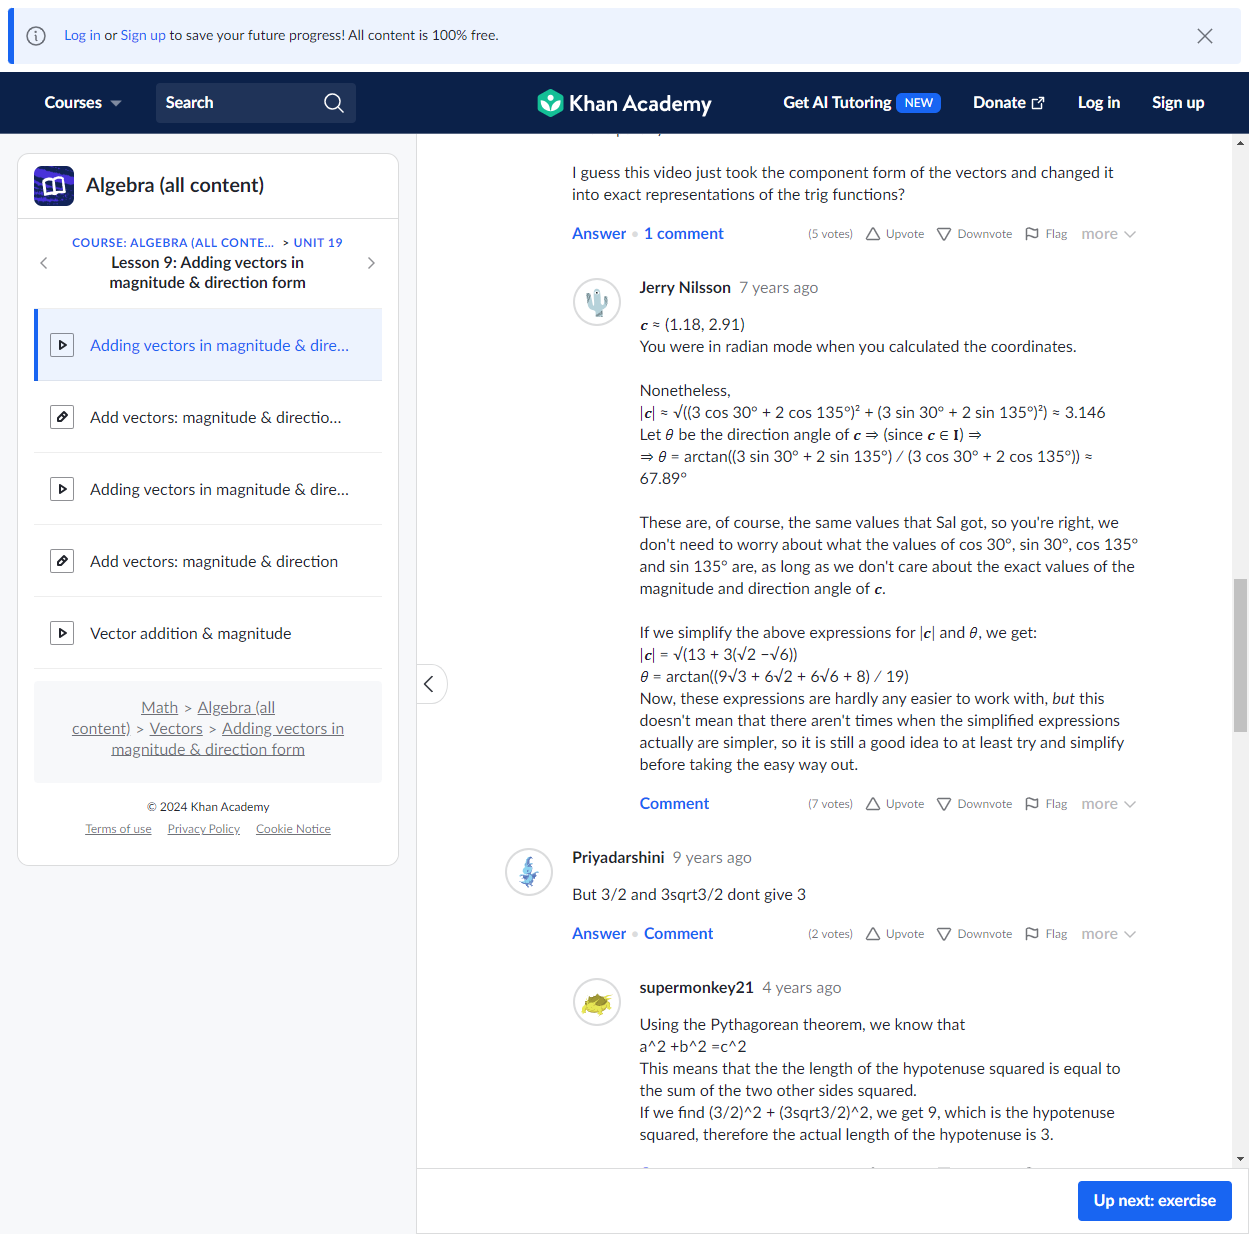 Log in or Sign up to save your future progress! All content is 100% free.
Courses
Search
Khan Academy
Get AI Tutoring NEW
Donate
Log in
Sign up
Algebra (all content)
COURSE: ALGEBRA (ALL CONTE... > UNIT 19
Lesson 9: Adding vectors in
magnitude & direction form
Adding vectors in magnitude & dire...
Add vectors: magnitude & directio...
Adding vectors in magnitude & dire...
Add vectors: magnitude & direction
Vector addition & magnitude
Math > Algebra (all
content) > Vectors > Adding vectors in
magnitude & direction form
© 2024 Khan Academy
Terms of use Privacy Policy Cookie Notice
I guess this video just took the component form of the vectors and changed it
into exact representations of the trig functions?
Answer • 1 comment (5 votes) Upvote Downvote Flag more
Jerry Nilsson 7 years ago
𝒄 ≈ (1.18, 2.91)
You were in radian mode when you calculated the coordinates.
Nonetheless,
|𝒄| ≈ √((3 cos 30° + 2 cos 135°)² + (3 sin 30° + 2 sin 135°)²) ≈ 3.146
Let 𝜃 be the direction angle of 𝒄 ⇒ (since 𝒄 ∈ 𝐈) ⇒
⇒ 𝜃 = arctan((3 sin 30° + 2 sin 135°) ∕ (3 cos 30° + 2 cos 135°)) ≈
67.89°
These are, of course, the same values that Sal got, so you're right, we
don't need to worry about what the values of cos 30°, sin 30°, cos 135°
and sin 135° are, as long as we don't care about the exact values of the
magnitude and direction angle of 𝒄.
If we simplify the above expressions for |𝒄| and 𝜃, we get:
|𝒄| = √(13 + 3(√2 −√6))
𝜃 = arctan((9√3 + 6√2 + 6√6 + 8) ∕ 19)
Now, these expressions are hardly any easier to work with, but this
doesn't mean that there aren't times when the simplified expressions
actually are simpler, so it is still a good idea to at least try and simplify
before taking the easy way out.
Comment (7 votes) Upvote Downvote Flag more
Priyadarshini 9 years ago
But 3/2 and 3sqrt3/2 dont give 3
Answer • Comment (2 votes) Upvote Downvote Flag more
supermonkey21 4 years ago
Using the Pythagorean theorem, we know that
a^2 +b^2 =c^2
This means that the the length of the hypotenuse squared is equal to
the sum of the two other sides squared.
If we find (3/2)^2 + (3sqrt3/2)^2, we get 9, which is the hypotenuse
squared, therefore the actual length of the hypotenuse is 3.
Up next: exercise